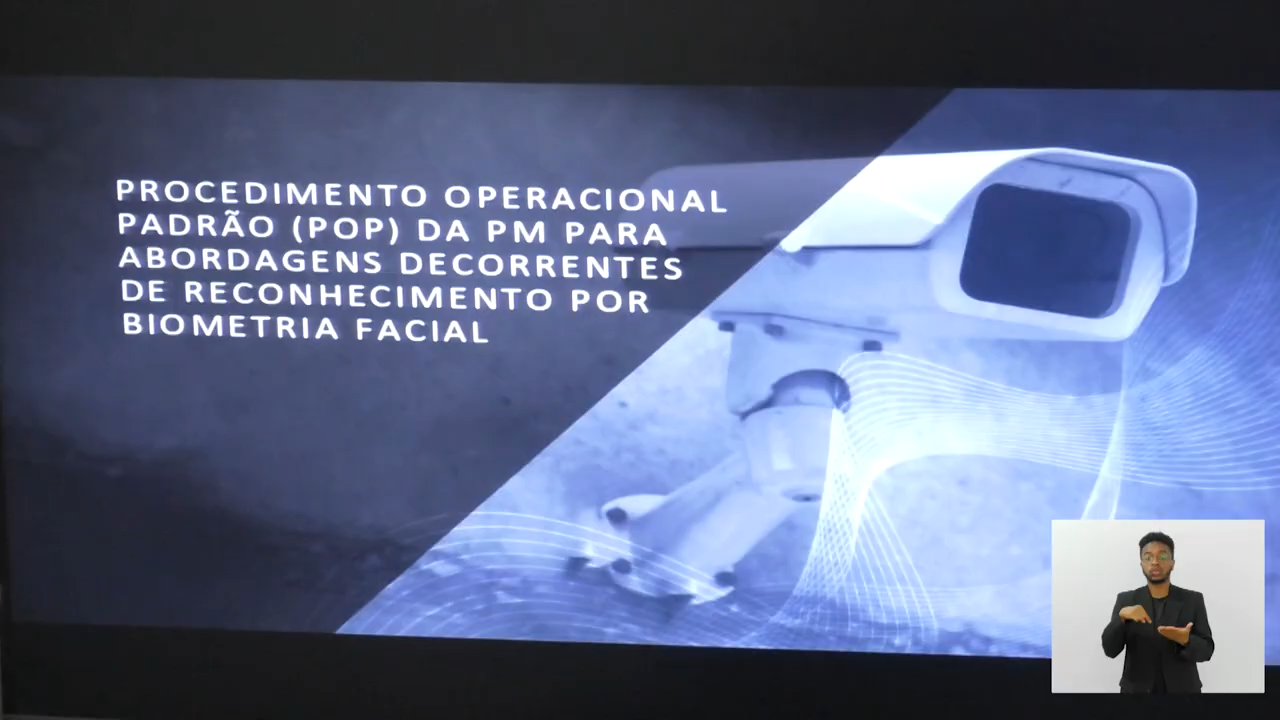 PROCEDIMENTO OPERACIONAL
PADRÃO (POP) DA PM PARA
ABORDAGENS DECORRENTES
DE RECONHECIMENTO POR
BIOMETRIA FACIAL